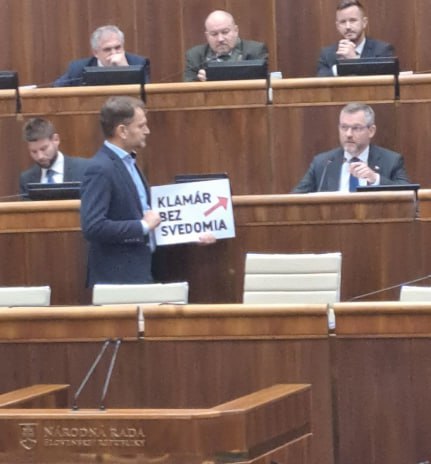 KLAMÁR
BEZ
SVEDOMIA
NÁRODNÁ RADA
SLOVENSKEJ REPUBLIKY